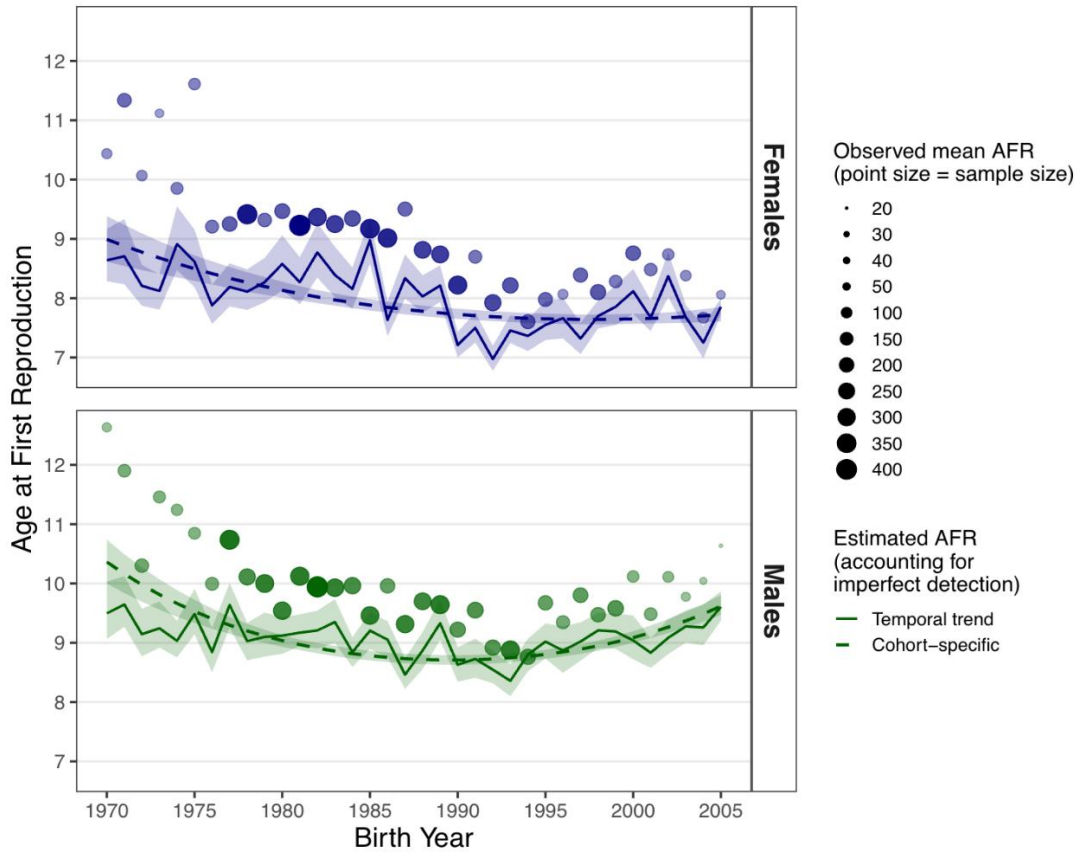 12
11
10
9
8
7
Females
12
11
10
9
8
7
Males
Age at First Reproduction
1970 1975 1980 1985 1990 1995 2000 2005
Birth Year
Observed mean AFR
(point size = sample size)
20
30
40
50
100
150
200
250
300
350
400
Estimated AFR
(accounting for
imperfect detection)
Temporal trend
Cohort−specific